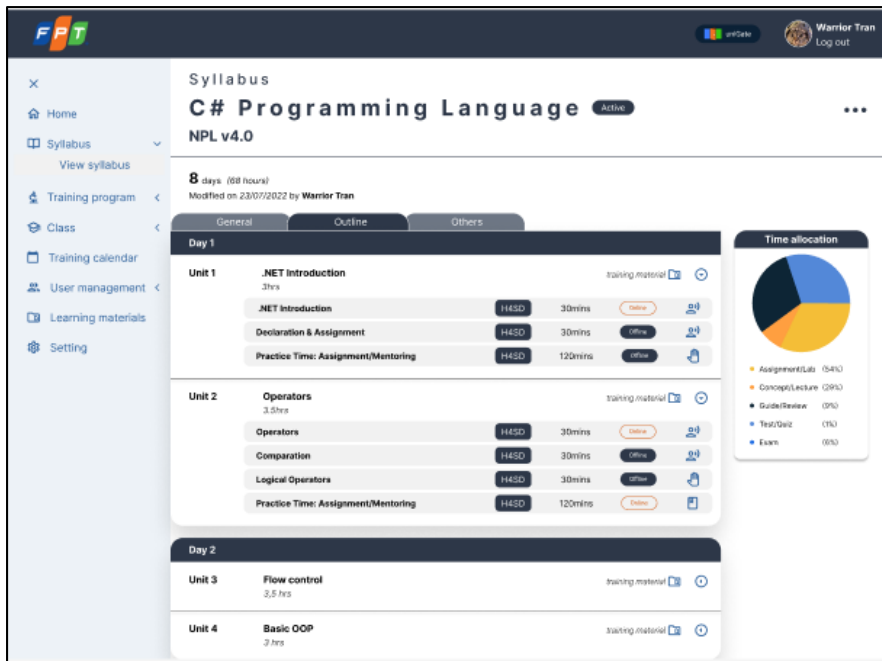 FPT
uniGate
Warrior Tran
Log out
Home
Syllabus
View syllabus
Training program
Class
Training calendar
User management
Learning materials
Setting
Syllabus
C# Programming Language Active
NPL v4.0
8 days (68 hours)
Modified on 23/07/2022 by Warrior Tran
General Outline Others
Day 1
Unit 1 .NET Introduction training material
3hrs
.NET Introduction H4SD 30mins Online
Declaration & Assignment H4SD 30mins Offline
Practice Time: Assignment/Mentoring H4SD 120mins Offline
Unit 2 Operators training material
3.5hrs
Operators H4SD 30mins Online
Comparation H4SD 30mins Offline
Logical Operators H4SD 30mins Offline
Practice Time: Assignment/Mentoring H4SD 120mins Online
Day 2
Unit 3 Flow control training material
3,5 hrs
Unit 4 Basic OOP training material
3 hrs
Time allocation
Assignment/Lab (54%)
Concept/Lecture (29%)
Guide/Review (9%)
Test/Quiz (1%)
Exam (6%)